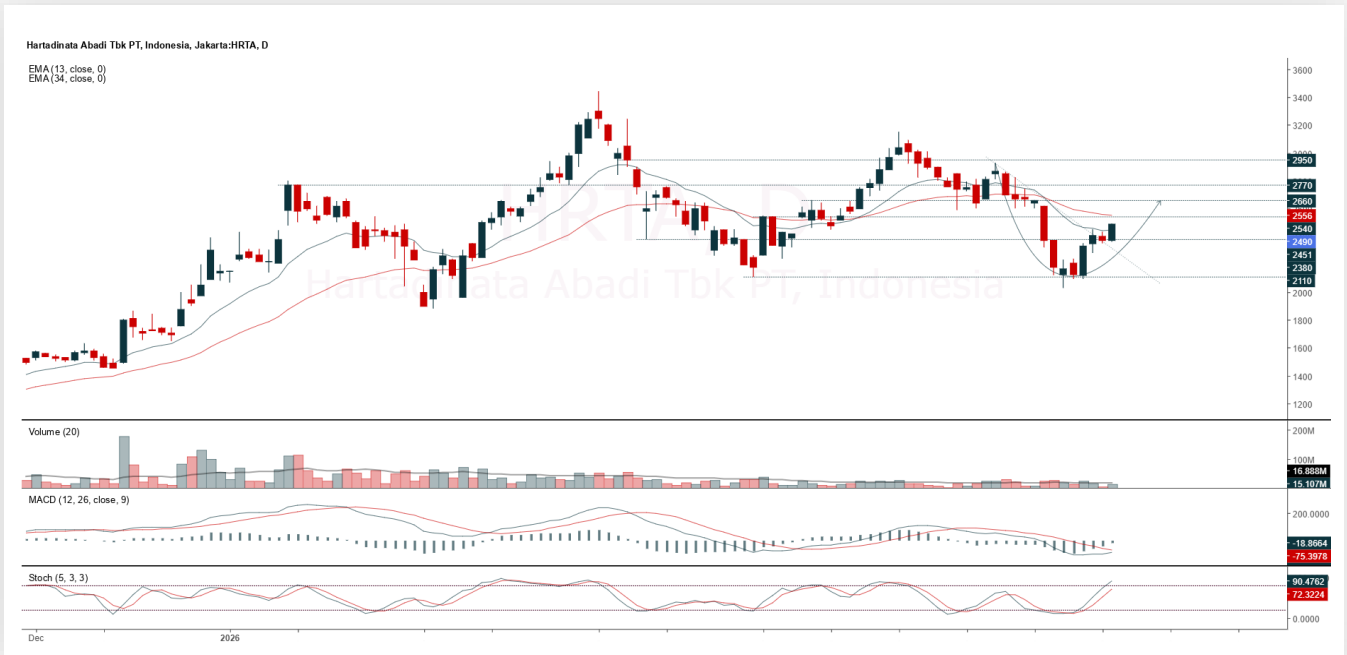 Hartadinata Abadi Tbk PT, Indonesia, Jakarta:HRTA, D
EMA (13, close, 0)
EMA (34, close, 0)
HRTA, D
Hartadinata Abadi Tbk PT, Indonesia
3600
3400
3200
2950
2770
2660
2556
2540
2490
2451
2380
2110
2000
1800
1600
1400
1200
Volume (20)
200M
100M
16.888M
15.107M
MACD (12, 26, close, 9)
200.0000
-18.8664
-75.3978
Stoch (5, 3, 3)
90.4762
72.3224
0.0000
Dec
2026